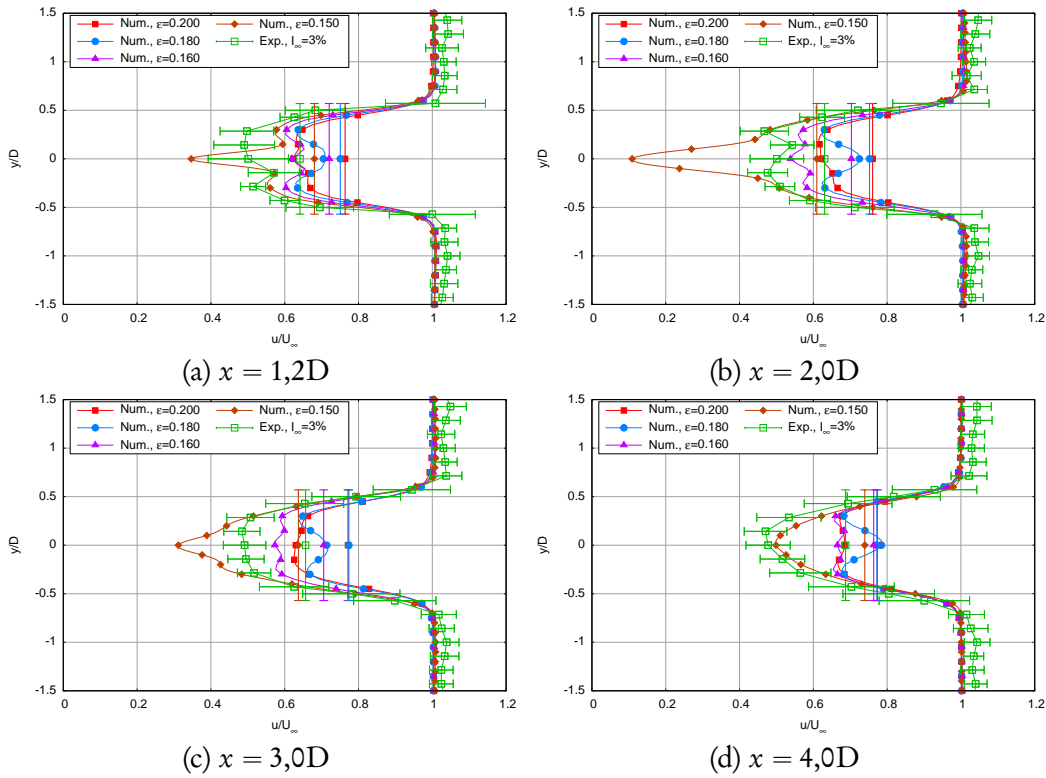 1.5
1
0.5
0
-0.5
-1
-1.5
y/D
Num., ε=0.200
Num., ε=0.180
Num., ε=0.160
Num., ε=0.150
Exp., I∞=3%
0 0.2 0.4 0.6 0.8 1 1.2
u/U∞
(a) x = 1,2D
1.5
1
0.5
0
-0.5
-1
-1.5
y/D
Num., ε=0.200
Num., ε=0.180
Num., ε=0.160
Num., ε=0.150
Exp., I∞=3%
0 0.2 0.4 0.6 0.8 1 1.2
u/U∞
(b) x = 2,0D
1.5
1
0.5
0
-0.5
-1
-1.5
y/D
Num., ε=0.200
Num., ε=0.180
Num., ε=0.160
Num., ε=0.150
Exp., I∞=3%
0 0.2 0.4 0.6 0.8 1 1.2
u/U∞
(c) x = 3,0D
1.5
1
0.5
0
-0.5
-1
-1.5
y/D
Num., ε=0.200
Num., ε=0.180
Num., ε=0.160
Num., ε=0.150
Exp., I∞=3%
0 0.2 0.4 0.6 0.8 1 1.2
u/U∞
(d) x = 4,0D